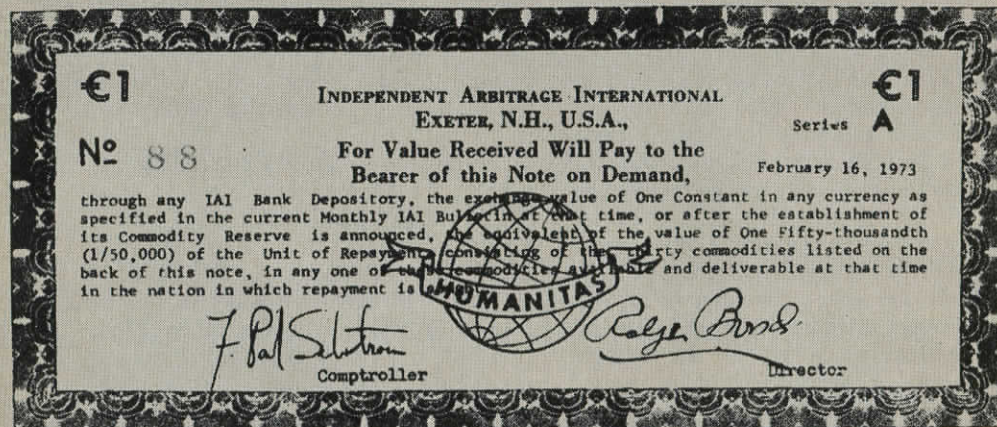 €1
INDEPENDENT ARBITRAGE INTERNATIONAL
€1
EXETER, N.H., U.S.A.,
Series A
Nº 88
For Value Received Will Pay to the
Bearer of this Note on Demand,
February 16, 1973
through any IAI Bank Depository, the exchange value of One Constant in any currency as
specified in the current Monthly IAI Bulletin at that time, or after the establishment of
its Commodity Reserve is announced, the equivalent of the value of One Fifty-thousandth
(1/50,000) of the Unit of Repayment consisting of the thirty commodities listed on the
back of this note, in any one of these commodities available and deliverable at that time
in the nation in which repayment is
HUMANITAS
Comptroller
Director